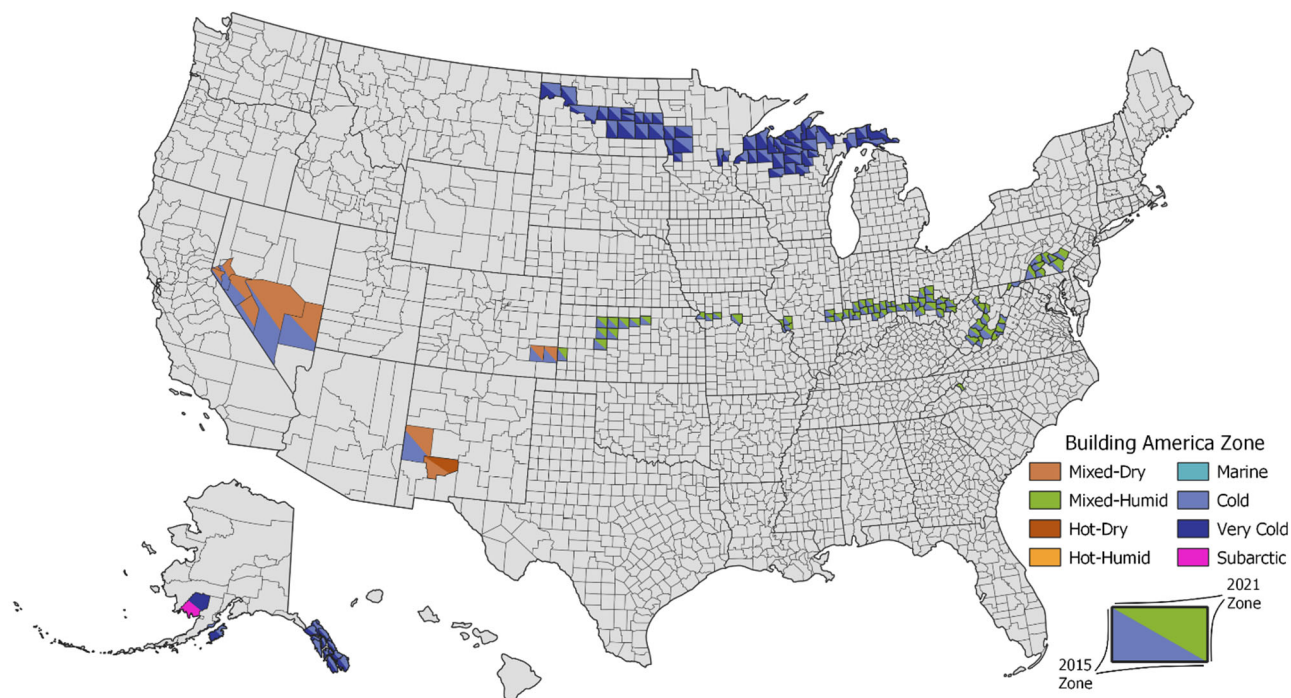 Building America Zone
Mixed-Dry
Mixed-Humid
Hot-Dry
Hot-Humid
Marine
Cold
Very Cold
Subarctic
2021
Zone
2015
Zone